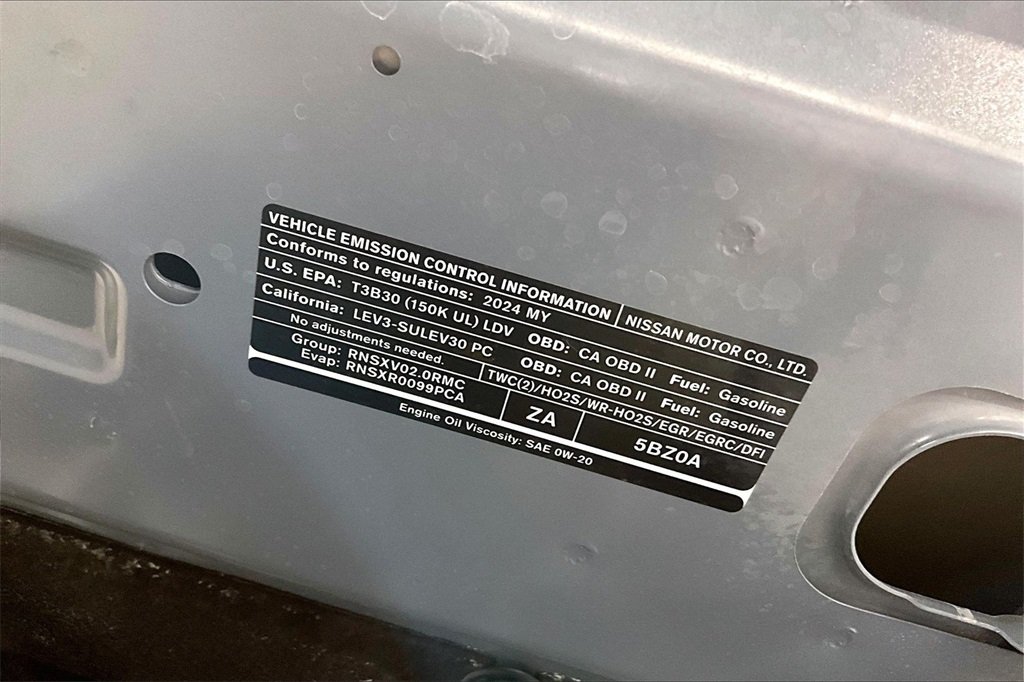 VEHICLE EMISSION CONTROL INFORMATION NISSAN MOTOR CO., LTD.
Conforms to regulations: 2024 MY
U.S. EPA: T3B30 (150K UL) LDV OBD: CA OBD II Fuel: Gasoline
California: LEV3-SULEV30 PC OBD: CA OBD II Fuel: Gasoline
No adjustments needed. TWC(2)/HO2S/WR-HO2S/EGR/EGRC/DFI
Group: RNSXV02.0RMC
Evap: RNSXR0099PCA
ZA
5BZ0A
Engine Oil Viscosity: SAE 0W-20